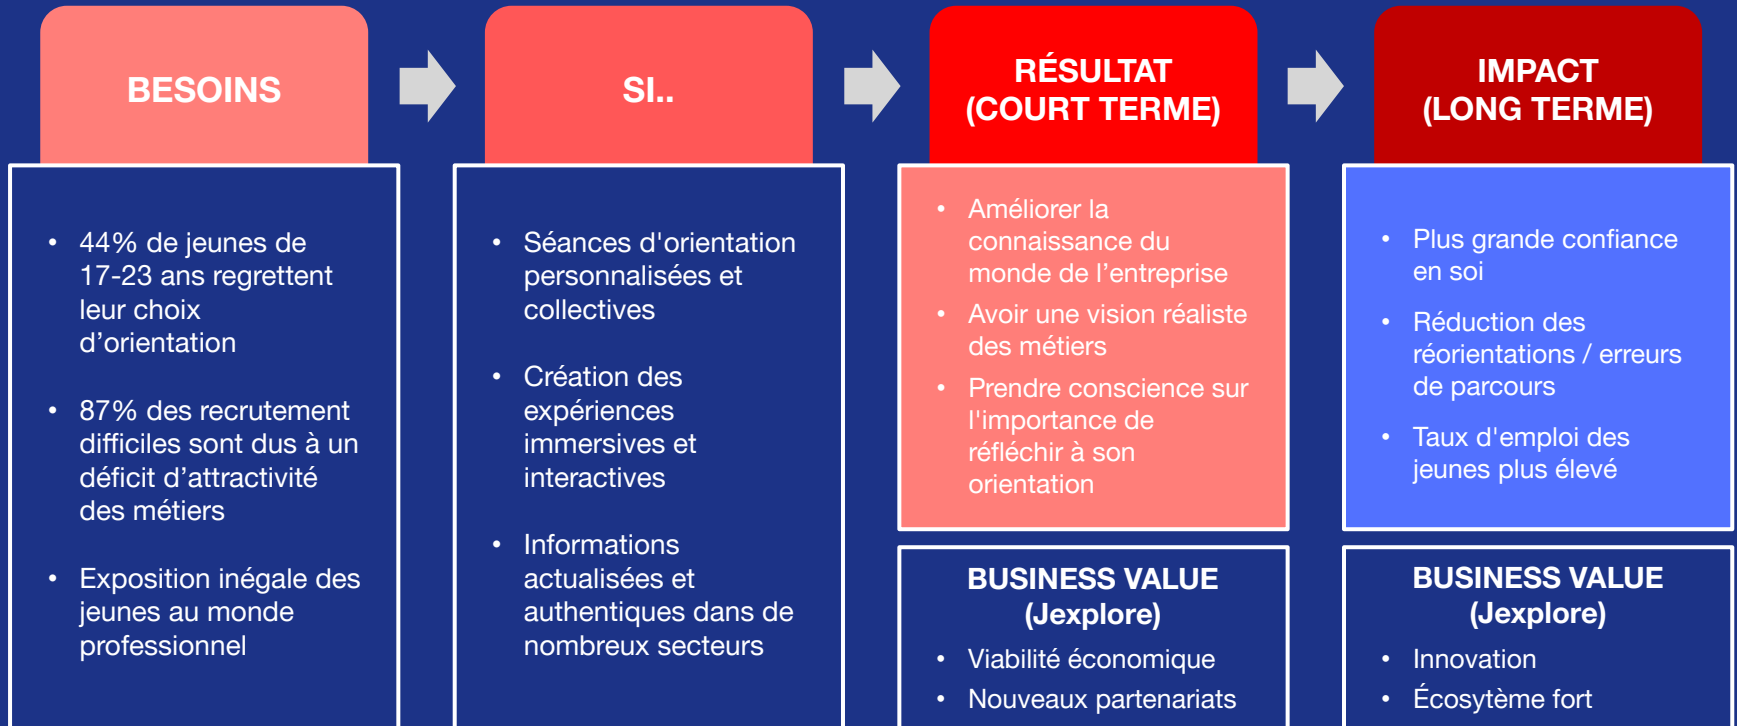 BESOINS
• 44% de jeunes de
17-23 ans regrettent
leur choix
d’orientation
• 87% des recrutement
difficiles sont dus à un
déficit d’attractivité
des métiers
• Exposition inégale des
jeunes au monde
professionnel
SI..
• Séances d'orientation
personnalisées et
collectives
• Création des
expériences
immersives et
interactives
• Informations
actualisées et
authentiques dans de
nombreux secteurs
RÉSULTAT
(COURT TERME)
• Améliorer la
connaissance du
monde de l’entreprise
• Avoir une vision réaliste
des métiers
• Prendre conscience sur
l'importance de
réfléchir à son
orientation
BUSINESS VALUE
(Jexplore)
• Viabilité économique
• Nouveaux partenariats
IMPACT
(LONG TERME)
• Plus grande confiance
en soi
• Réduction des
réorientations / erreurs
de parcours
• Taux d'emploi des
jeunes plus élevé
BUSINESS VALUE
(Jexplore)
• Innovation
• Écosytème fort